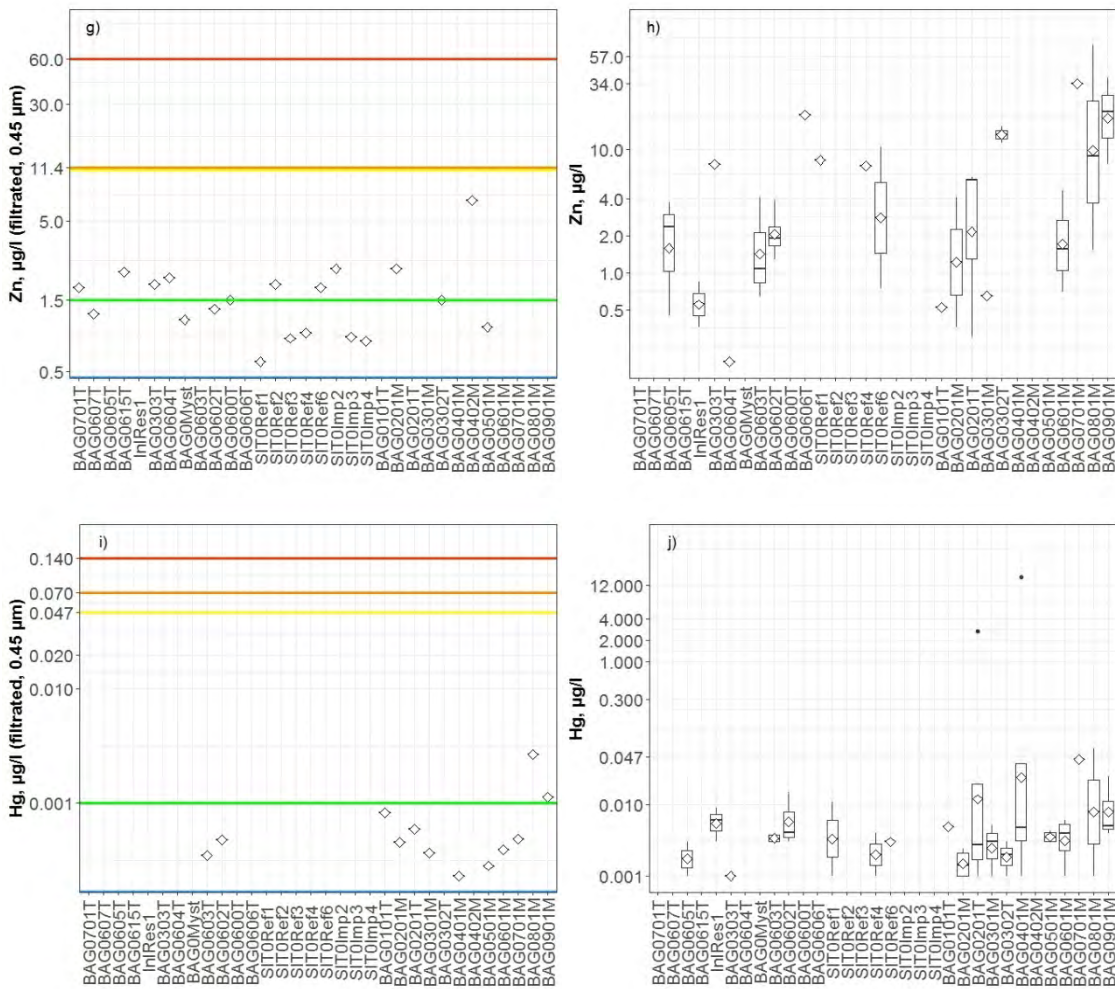 g)
Zn, µg/l (filtrated, 0.45 µm)
60.0
30.0
11.4
5.0
1.5
0.5
BAG0701T
BAG0607T
BAG0605T
BAG0615T
InlRes1
BAG0303T
BAG0604T
BAG0Myst
BAG0603T
BAG0602T
BAG0600T
BAG0606T
SIT0Ref1
SIT0Ref2
SIT0Ref3
SIT0Ref4
SIT0Ref6
SIT0Imp2
SIT0Imp3
SIT0Imp4
BAG0101T
BAG0201M
BAG0201T
BAG0301M
BAG0302T
BAG0401M
BAG0402M
BAG0501M
BAG0601M
BAG0701M
BAG0801M
BAG0901M
h)
Zn, µg/l
57.0
34.0
10.0
4.0
2.0
1.0
0.5
BAG0701T
BAG0607T
BAG0605T
BAG0615T
InlRes1
BAG0303T
BAG0604T
BAG0Myst
BAG0603T
BAG0602T
BAG0600T
BAG0606T
SIT0Ref1
SIT0Ref2
SIT0Ref3
SIT0Ref4
SIT0Ref6
SIT0Imp2
SIT0Imp3
SIT0Imp4
BAG0101T
BAG0201M
BAG0201T
BAG0301M
BAG0302T
BAG0401M
BAG0402M
BAG0501M
BAG0601M
BAG0701M
BAG0801M
BAG0901M
i)
Hg, µg/l (filtrated, 0.45 µm)
0.140
0.070
0.047
0.020
0.010
0.001
BAG0701T
BAG0607T
BAG0605T
BAG0615T
InlRes1
BAG0303T
BAG0604T
BAG0Myst
BAG0603T
BAG0602T
BAG0600T
BAG0606T
SIT0Ref1
SIT0Ref2
SIT0Ref3
SIT0Ref4
SIT0Ref6
SIT0Imp2
SIT0Imp3
SIT0Imp4
BAG0101T
BAG0201M
BAG0201T
BAG0301M
BAG0302T
BAG0401M
BAG0402M
BAG0501M
BAG0601M
BAG0701M
BAG0801M
BAG0901M
j)
Hg, µg/l
12.000
4.000
2.000
1.000
0.300
0.047
0.010
0.001
BAG0701T
BAG0607T
BAG0605T
BAG0615T
InlRes1
BAG0303T
BAG0604T
BAG0Myst
BAG0603T
BAG0602T
BAG0600T
BAG0606T
SIT0Ref1
SIT0Ref2
SIT0Ref3
SIT0Ref4
SIT0Ref6
SIT0Imp2
SIT0Imp3
SIT0Imp4
BAG0101T
BAG0201M
BAG0201T
BAG0301M
BAG0302T
BAG0401M
BAG0402M
BAG0501M
BAG0601M
BAG0701M
BAG0801M
BAG0901M